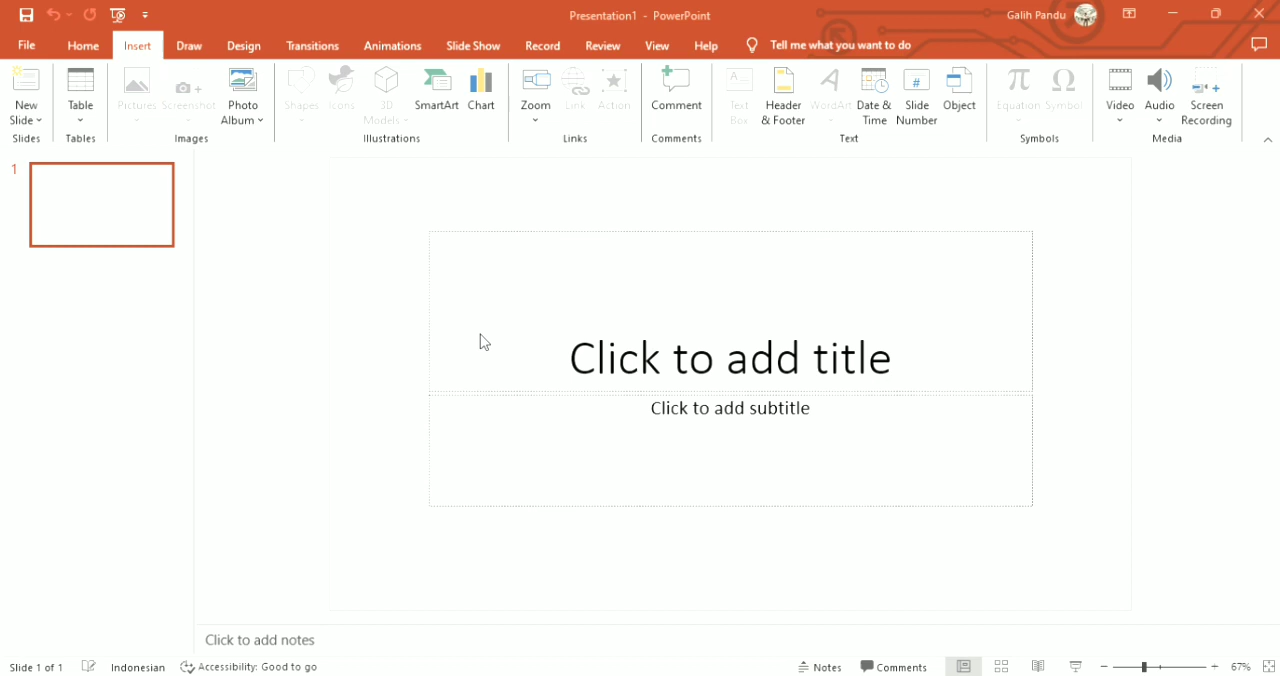 Presentation1 - PowerPoint
Galih Pandu
File Home Insert Draw Design Transitions Animations Slide Show Record Review View Help Tell me what you want to do
New Slide
Slides
Table
Tables
Pictures
Screenshot
Photo Album
Images
Shapes
Icons
3D Models
SmartArt
Chart
Illustrations
Zoom
Link
Action
Links
Comment
Comments
Text Box
Header & Footer
WordArt
Date & Time
Slide Number
Object
Text
Equation
Symbol
Symbols
Video
Audio
Screen Recording
Media
1
Click to add title
Click to add subtitle
Click to add notes
Slide 1 of 1 Indonesian Accessibility: Good to go Notes Comments 67%